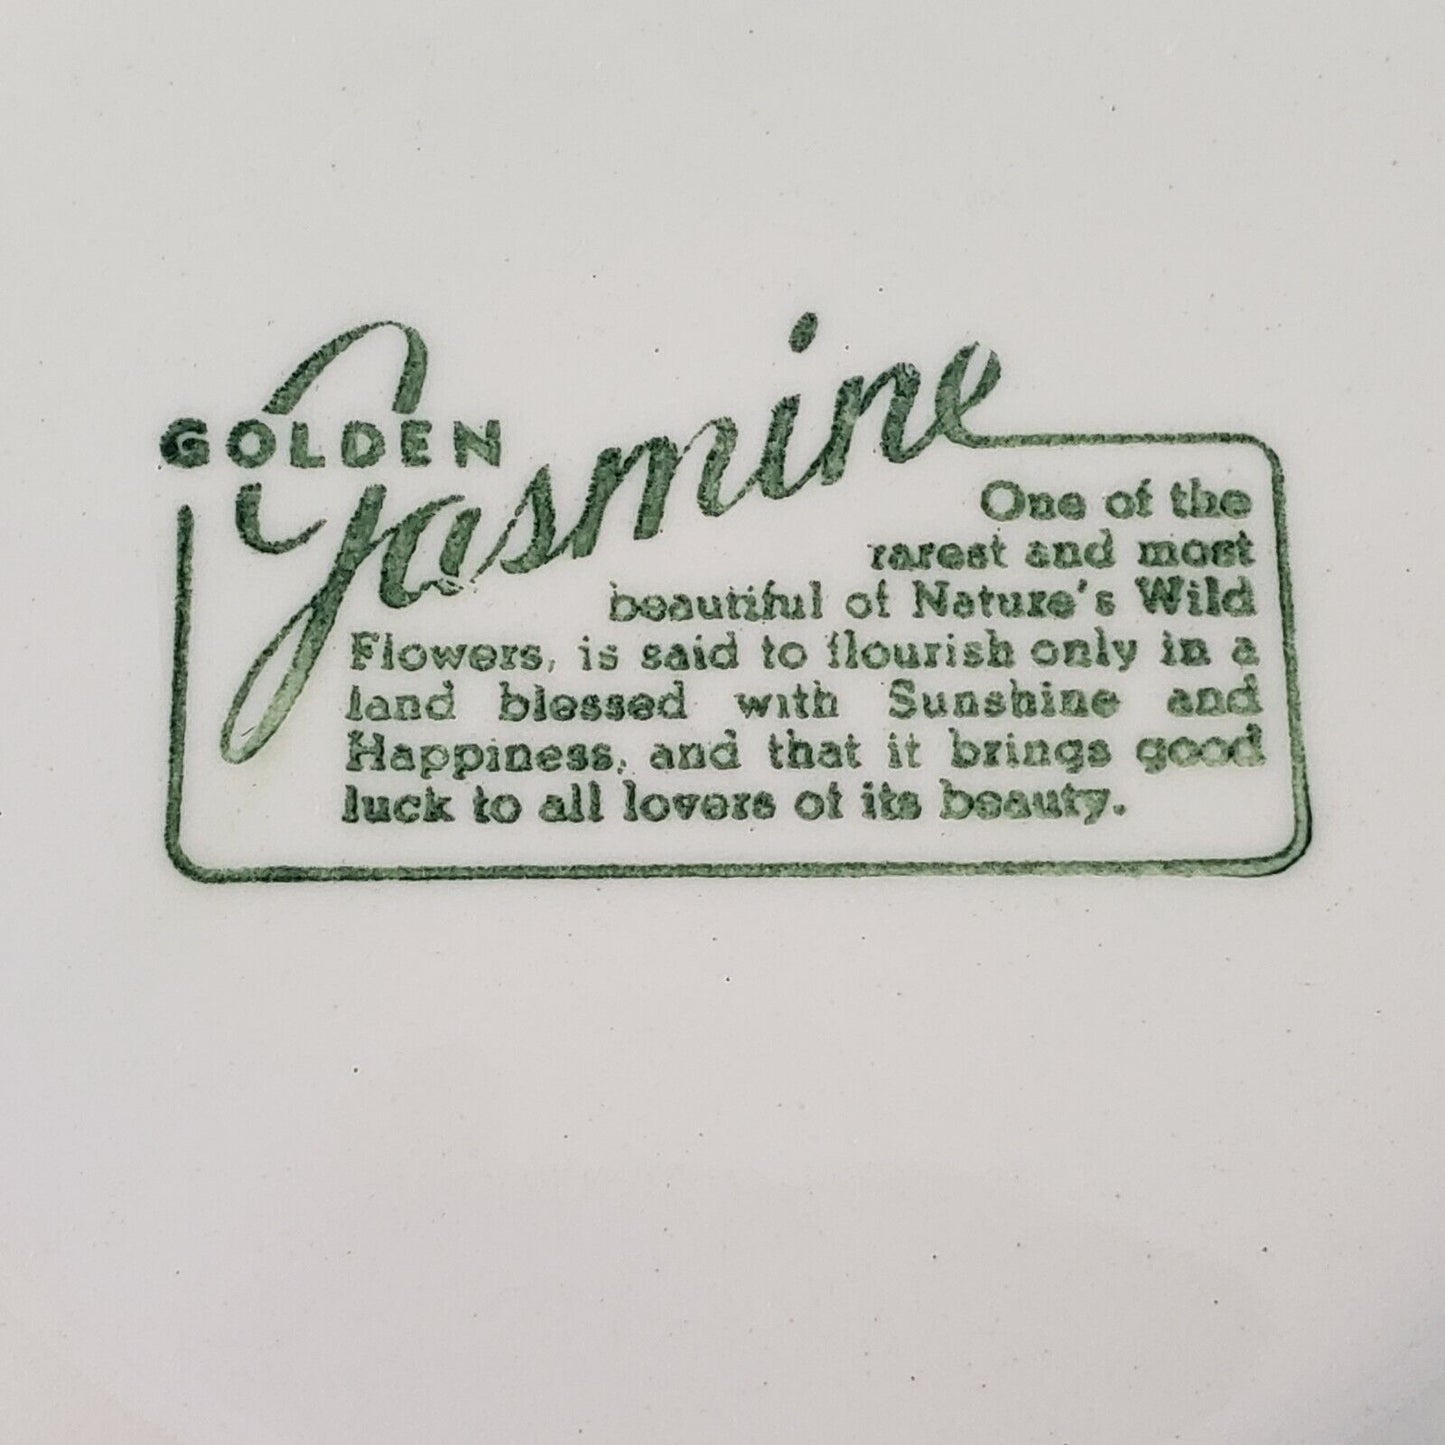 GOLDEN
Jasmine
One of the
rarest and most
beautiful of Nature's Wild
Flowers, is said to flourish only in a
land blessed with Sunshine and
Happiness, and that it brings good
luck to all lovers of its beauty.